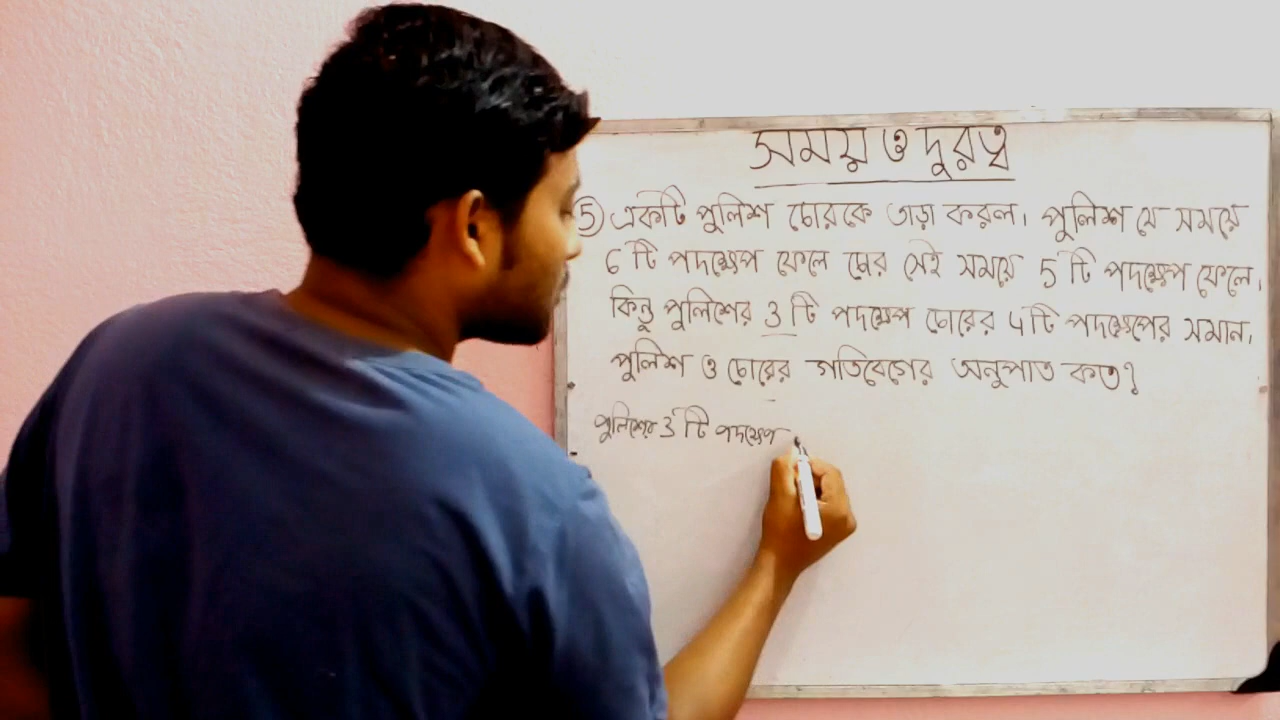 সময় ও দুরত্ব
5) একটি পুলিশ চোরকে তাড়া করল। পুলিশ যে সময়ে
6 টি পদক্ষেপ ফেলে চোর সেই সময়ে 5 টি পদক্ষেপ ফেলে।
কিন্তু পুলিশের 3 টি পদক্ষেপ চোরের 4 টি পদক্ষেপের সমান।
পুলিশ ও চোরের গতিবেগের অনুপাত কত?
পুলিশের 3 টি পদক্ষেপ